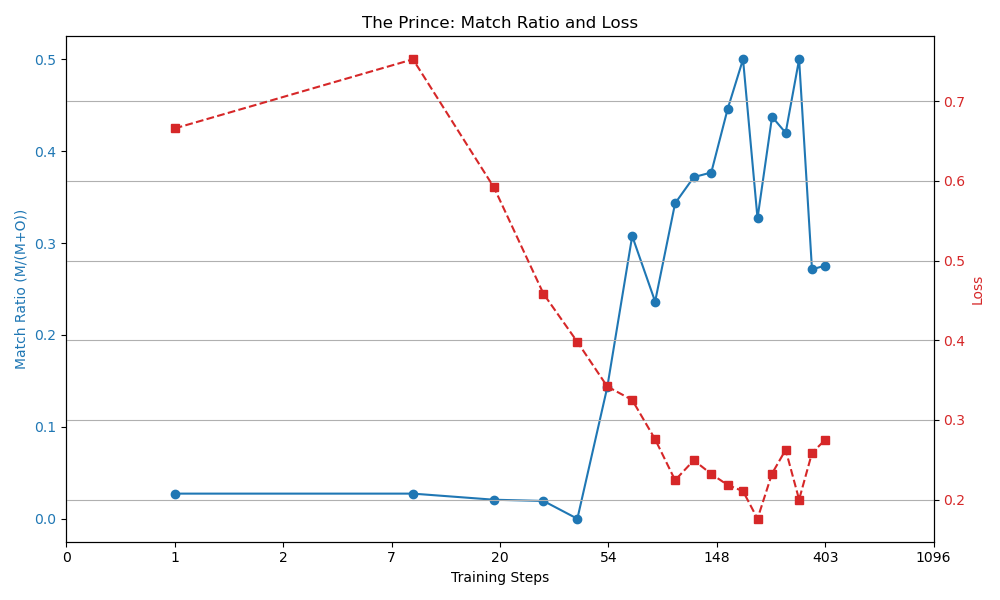 The Prince: Match Ratio and Loss
Match Ratio (M/(M+O))
0.5
0.4
0.3
0.2
0.1
0.0
0.7
0.6
0.5
0.4
0.3
0.2
Loss
0 1 2 7 20 54 148 403 1096
Training Steps